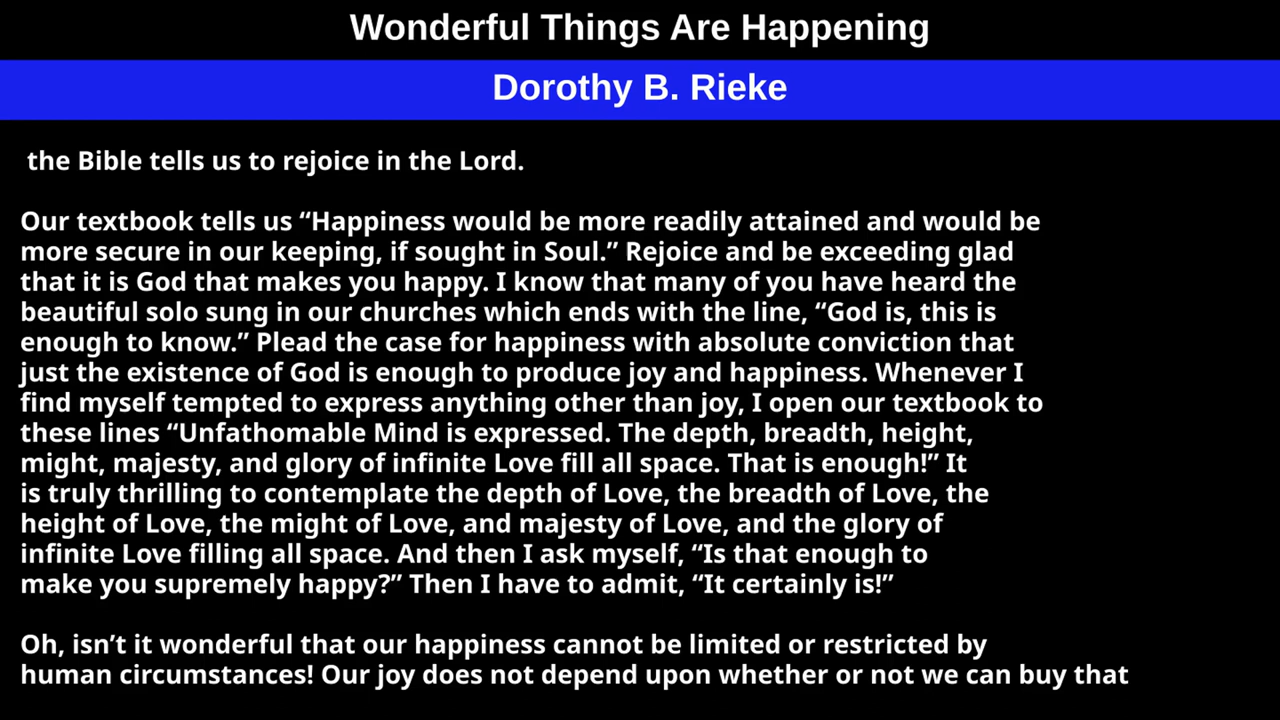 Wonderful Things Are Happening
Dorothy B. Rieke
the Bible tells us to rejoice in the Lord.
Our textbook tells us “Happiness would be more readily attained and would be
more secure in our keeping, if sought in Soul.” Rejoice and be exceeding glad
that it is God that makes you happy. I know that many of you have heard the
beautiful solo sung in our churches which ends with the line, “God is, this is
enough to know.” Plead the case for happiness with absolute conviction that
just the existence of God is enough to produce joy and happiness. Whenever I
find myself tempted to express anything other than joy, I open our textbook to
these lines “Unfathomable Mind is expressed. The depth, breadth, height,
might, majesty, and glory of infinite Love fill all space. That is enough!” It
is truly thrilling to contemplate the depth of Love, the breadth of Love, the
height of Love, the might of Love, and majesty of Love, and the glory of
infinite Love filling all space. And then I ask myself, “Is that enough to
make you supremely happy?” Then I have to admit, “It certainly is!”
Oh, isn’t it wonderful that our happiness cannot be limited or restricted by
human circumstances! Our joy does not depend upon whether or not we can buy that